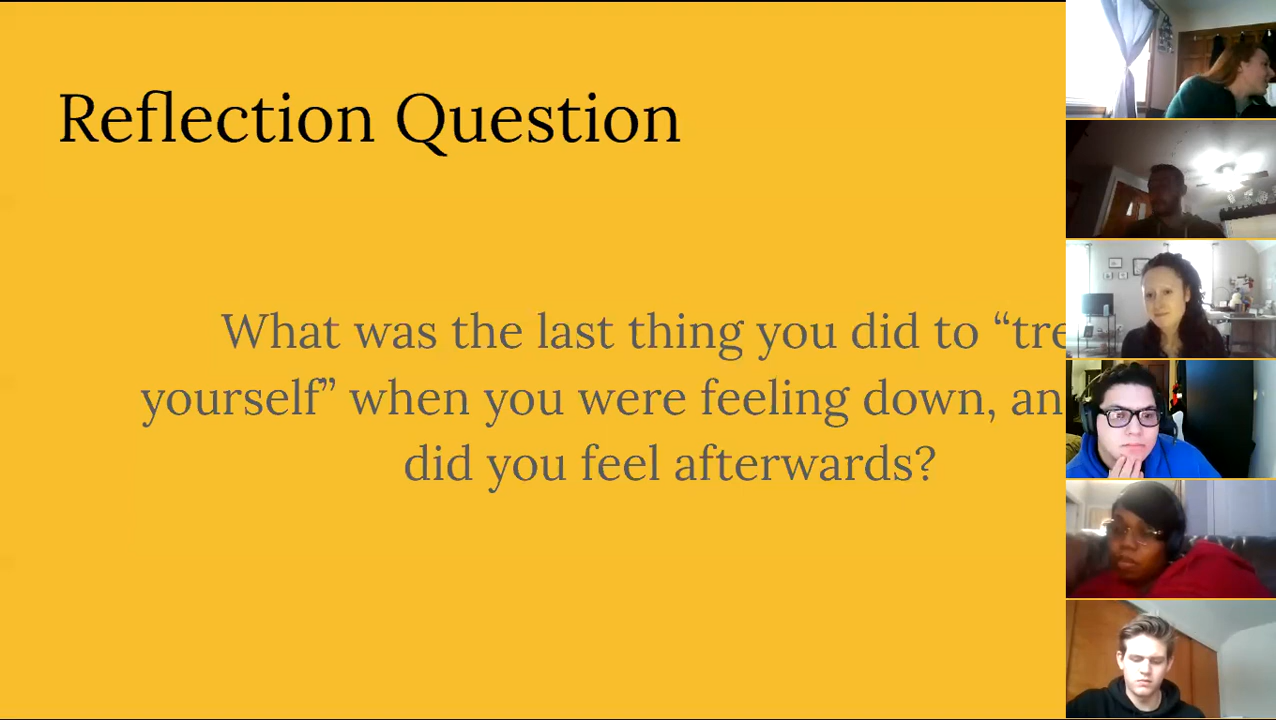 Reflection Question
What was the last thing you did to “tre
yourself” when you were feeling down, an
did you feel afterwards?